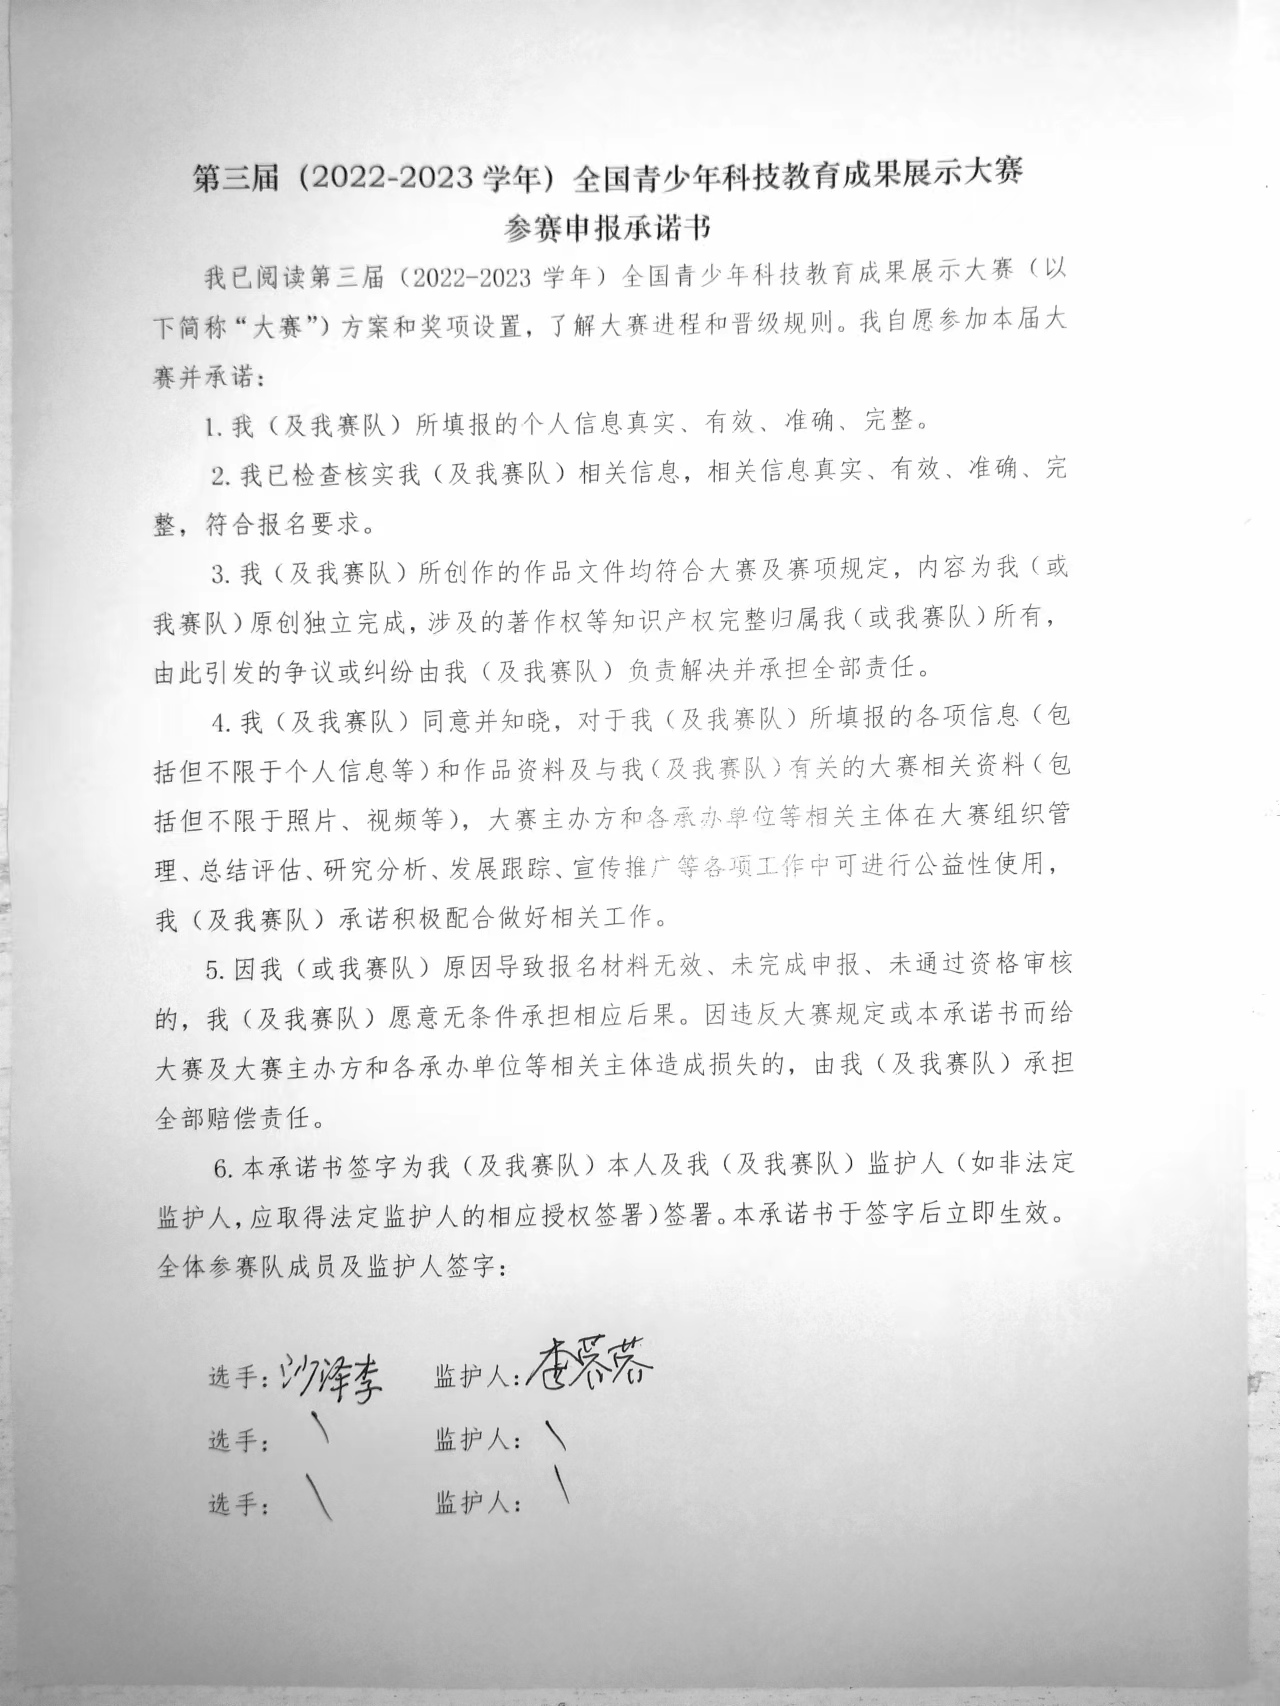 第三届（2022-2023 学年）全国青少年科技教育成果展示大赛
参赛申报承诺书
我已阅读第三届（2022-2023 学年）全国青少年科技教育成果展示大赛（以
下简称“大赛”）方案和奖项设置，了解大赛进程和晋级规则。我自愿参加本届大
赛并承诺：
1. 我（及我赛队）所填报的个人信息真实、有效、准确、完整。
2. 我已检查核实我（及我赛队）相关信息，相关信息真实、有效、准确、完
整，符合报名要求。
3. 我（及我赛队）所创作的作品文件均符合大赛及赛项规定，内容为我（或
我赛队）原创独立完成，涉及的著作权等知识产权完整归属我（或我赛队）所有，
由此引发的争议或纠纷由我（及我赛队）负责解决并承担全部责任。
4. 我（及我赛队）同意并知晓，对于我（及我赛队）所填报的各项信息（包
括但不限于个人信息等）和作品资料及与我（及我赛队）有关的大赛相关资料（包
括但不限于照片、视频等），大赛主办方和各承办单位等相关主体在大赛组织管
理、总结评估、研究分析、发展跟踪、宣传推广等各项工作中可进行公益性使用，
我（及我赛队）承诺积极配合做好相关工作。
5. 因我（或我赛队）原因导致报名材料无效、未完成申报、未通过资格审核
的，我（及我赛队）愿意无条件承担相应后果。因违反大赛规定或本承诺书而给
大赛及大赛主办方和各承办单位等相关主体造成损失的，由我（及我赛队）承担
全部赔偿责任。
6. 本承诺书签字为我（及我赛队）本人及我（及我赛队）监护人（如非法定
监护人，应取得法定监护人的相应授权签署）签署。本承诺书于签字后立即生效。
全体参赛队成员及监护人签字：
选手：沙泽李 监护人：李蓉蓉
选手：\ 监护人：\
选手：\ 监护人：\